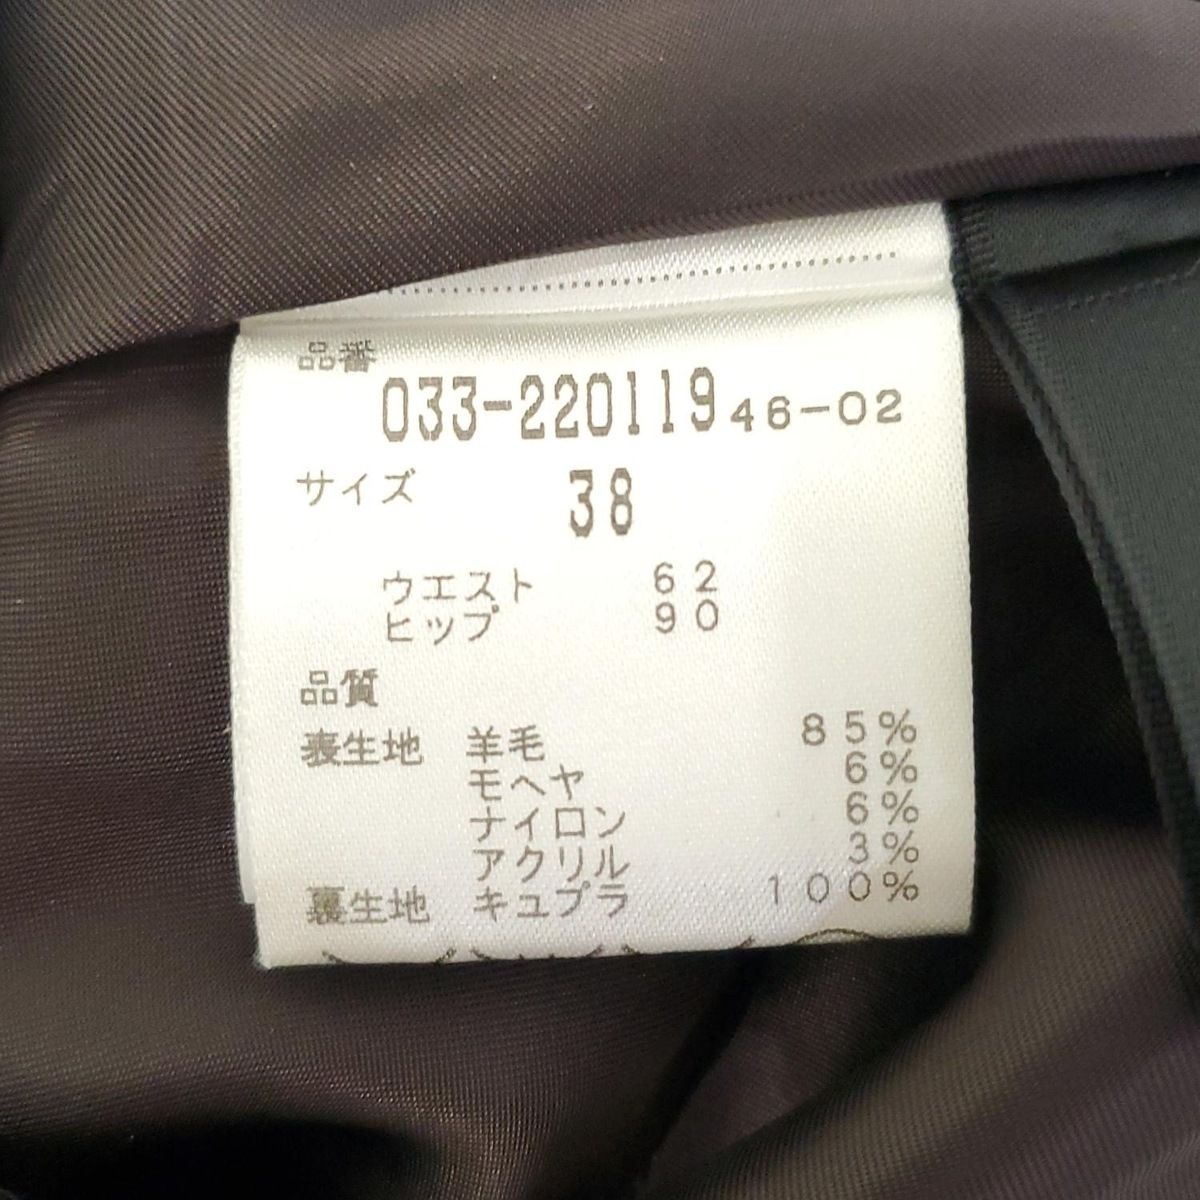 品番
033-220119 46-02
サイズ 38
ウエスト 62
ヒップ 90
品質
表生地 羊毛 85%
モヘヤ 6%
ナイロン 6%
アクリル 3%
裏生地 キュプラ 100%